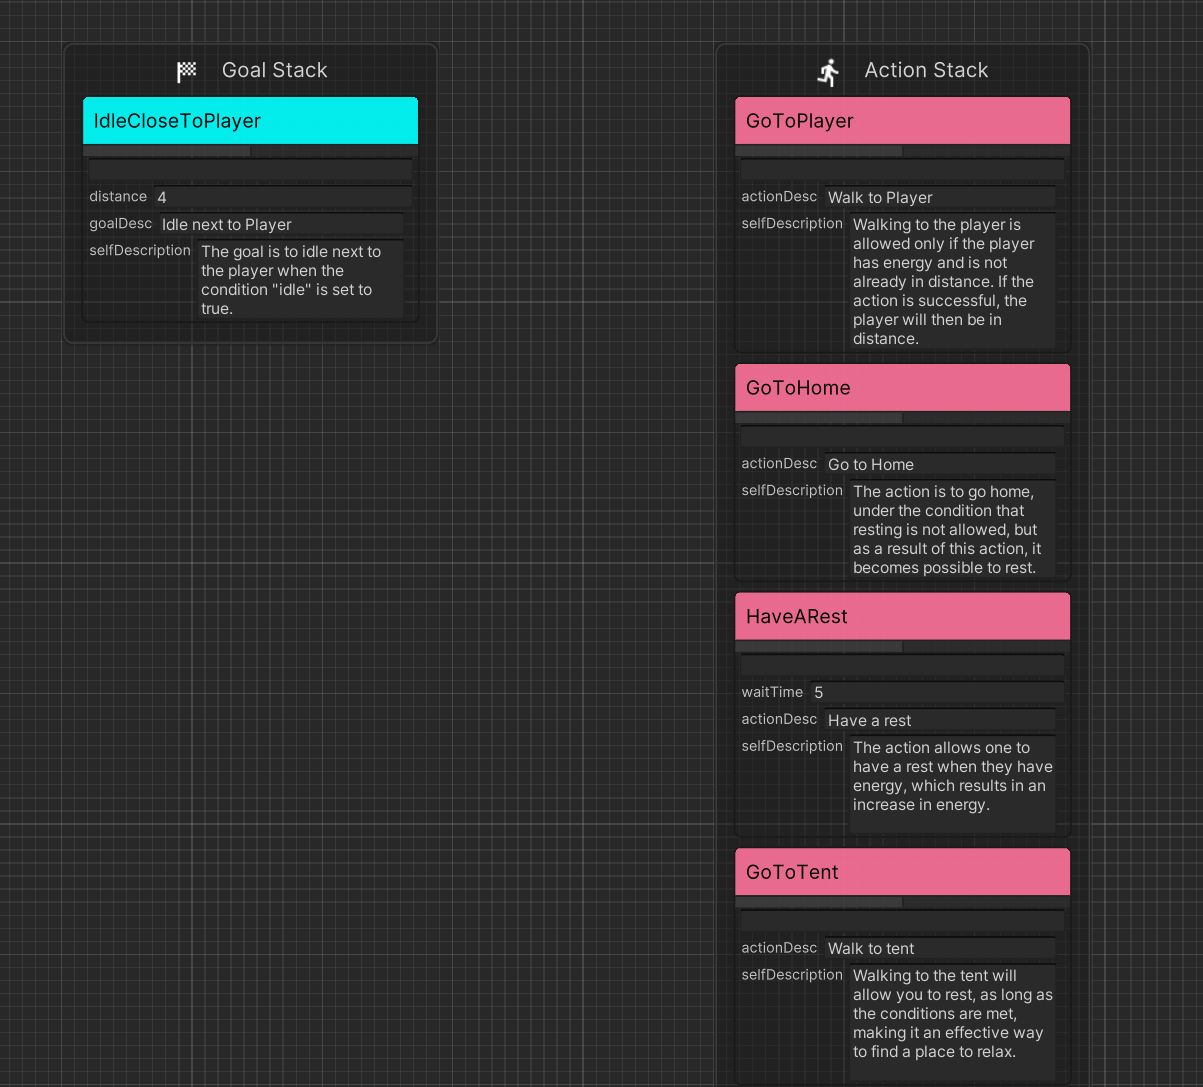 Goal Stack
IdleCloseToPlayer
distance 4
goalDesc Idle next to Player
selfDescription The goal is to idle next to
the player when the
condition "idle" is set to
true.
Action Stack
GoToPlayer
actionDesc Walk to Player
selfDescription Walking to the player is
allowed only if the player
has energy and is not
already in distance. If the
action is successful, the
player will then be in
distance.
GoToHome
actionDesc Go to Home
selfDescription The action is to go home,
under the condition that
resting is not allowed, but
as a result of this action, it
becomes possible to rest.
HaveARest
waitTime 5
actionDesc Have a rest
selfDescription The action allows one to
have a rest when they have
energy, which results in an
increase in energy.
GoToTent
actionDesc Walk to tent
selfDescription Walking to the tent will
allow you to rest, as long as
the conditions are met,
making it an effective way
to find a place to relax.